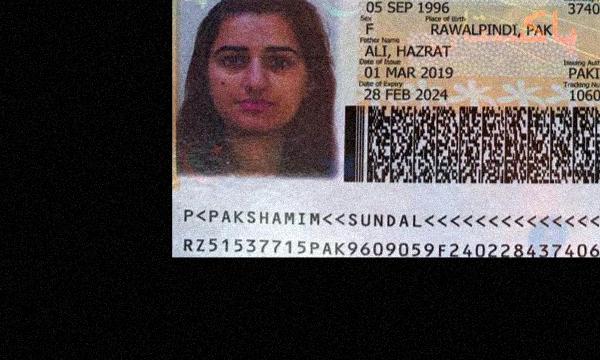 05 SEP 1996 3740
Sex Place of Birth
F RAWALPINDI, PAK
Father Name
ALI, HAZRAT
Date of Issue Issuing Auth
01 MAR 2019 PAKI
Date of Expiry Tracking Nu
28 FEB 2024 1060
P<PAKSHAMIM<<SUNDAL<<<<<<<<<<<<<<<
RZ51537715PAK9609059F240228437406